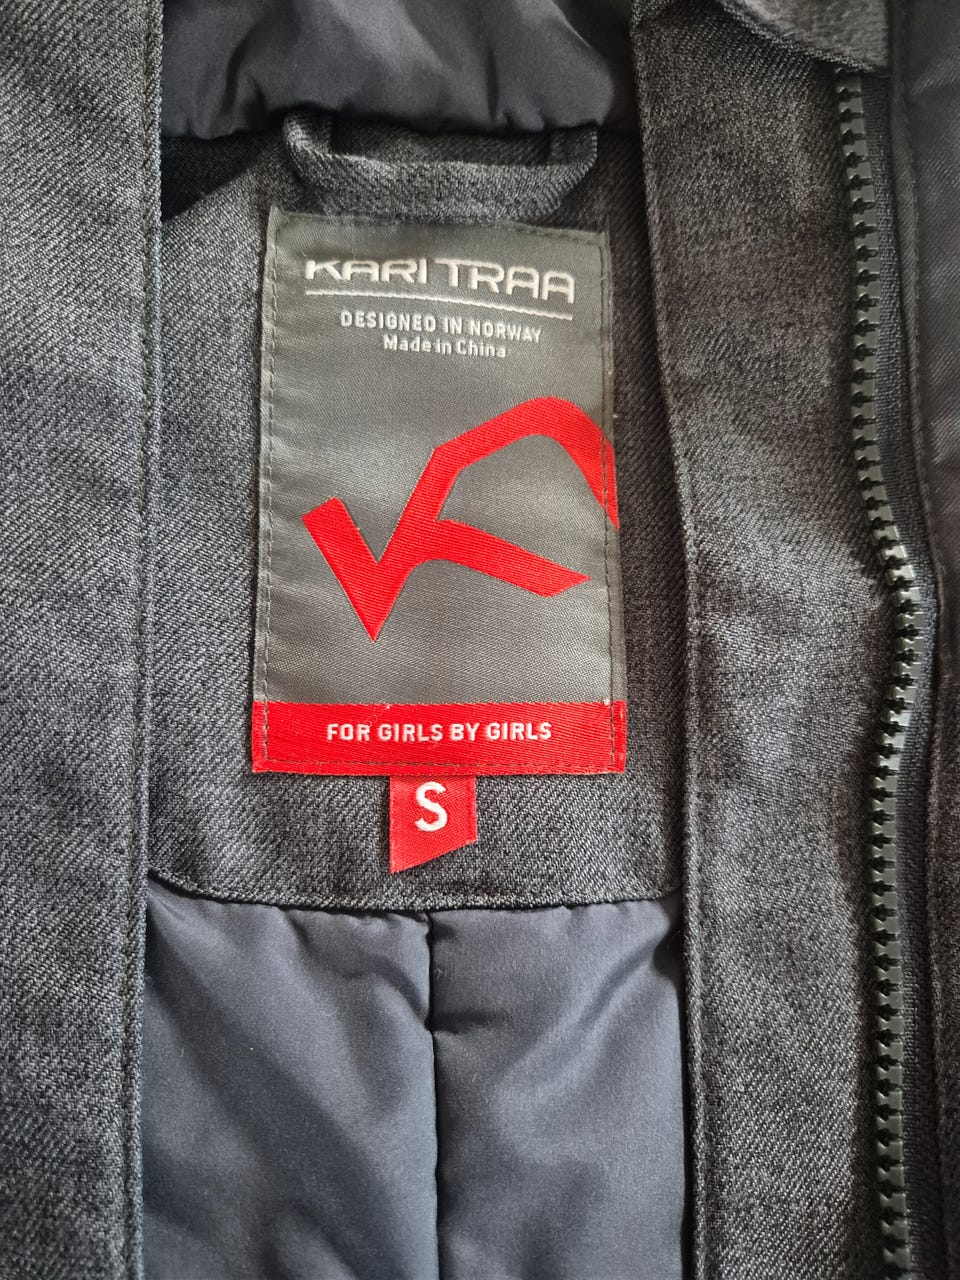 KARI TRAA
DESIGNED IN NORWAY
Made in China
FOR GIRLS BY GIRLS
S